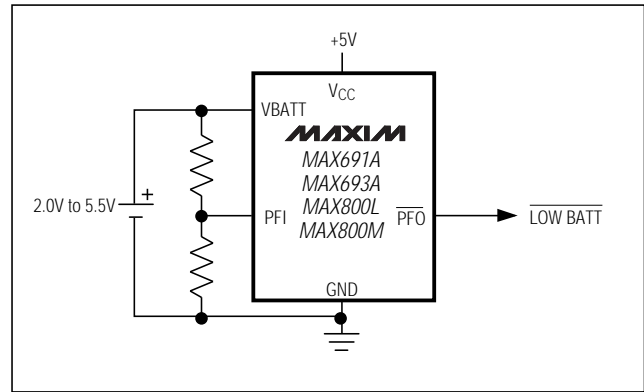 +5V
VCC
VBATT
MAXIM
MAX691A
MAX693A
MAX800L
MAX800M
2.0V to 5.5V
+
PFI
PFO
LOW BATT
GND